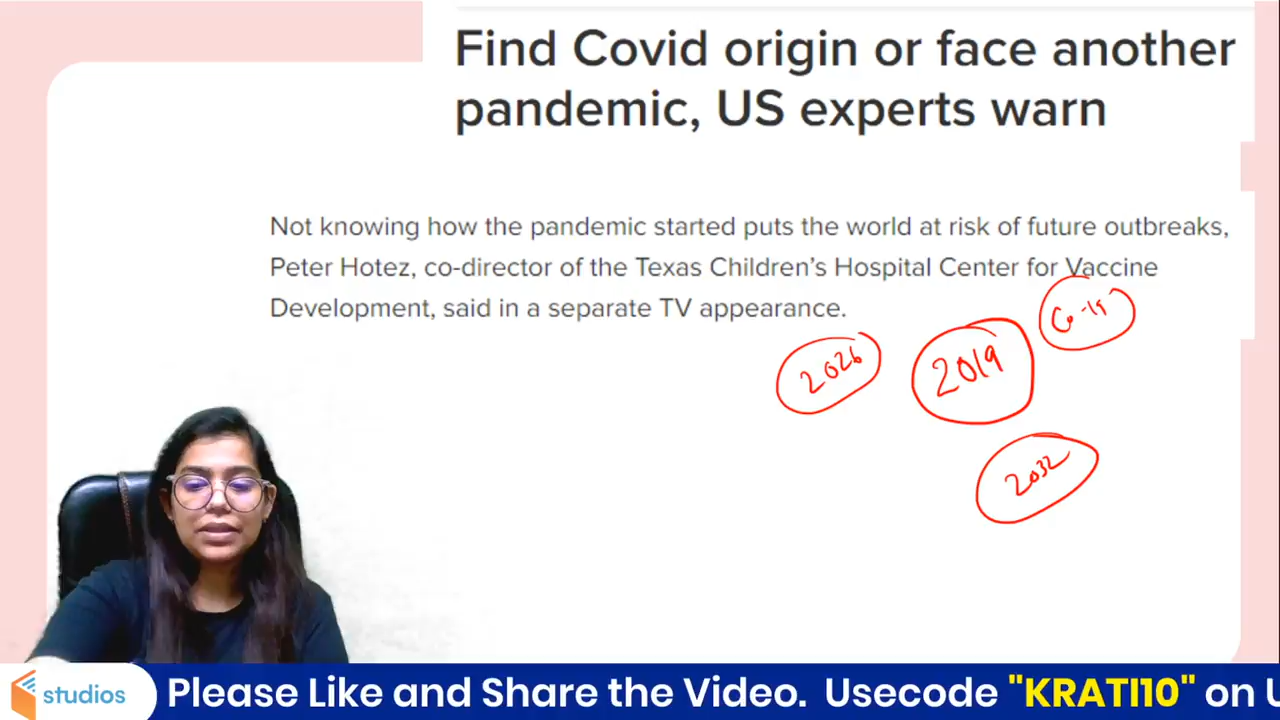 Find Covid origin or face another
pandemic, US experts warn
Not knowing how the pandemic started puts the world at risk of future outbreaks,
Peter Hotez, co-director of the Texas Children’s Hospital Center for Vaccine
Development, said in a separate TV appearance.
Co-19
2026
2019
2032
studios
Please Like and Share the Video. Usecode "KRATI10" on U